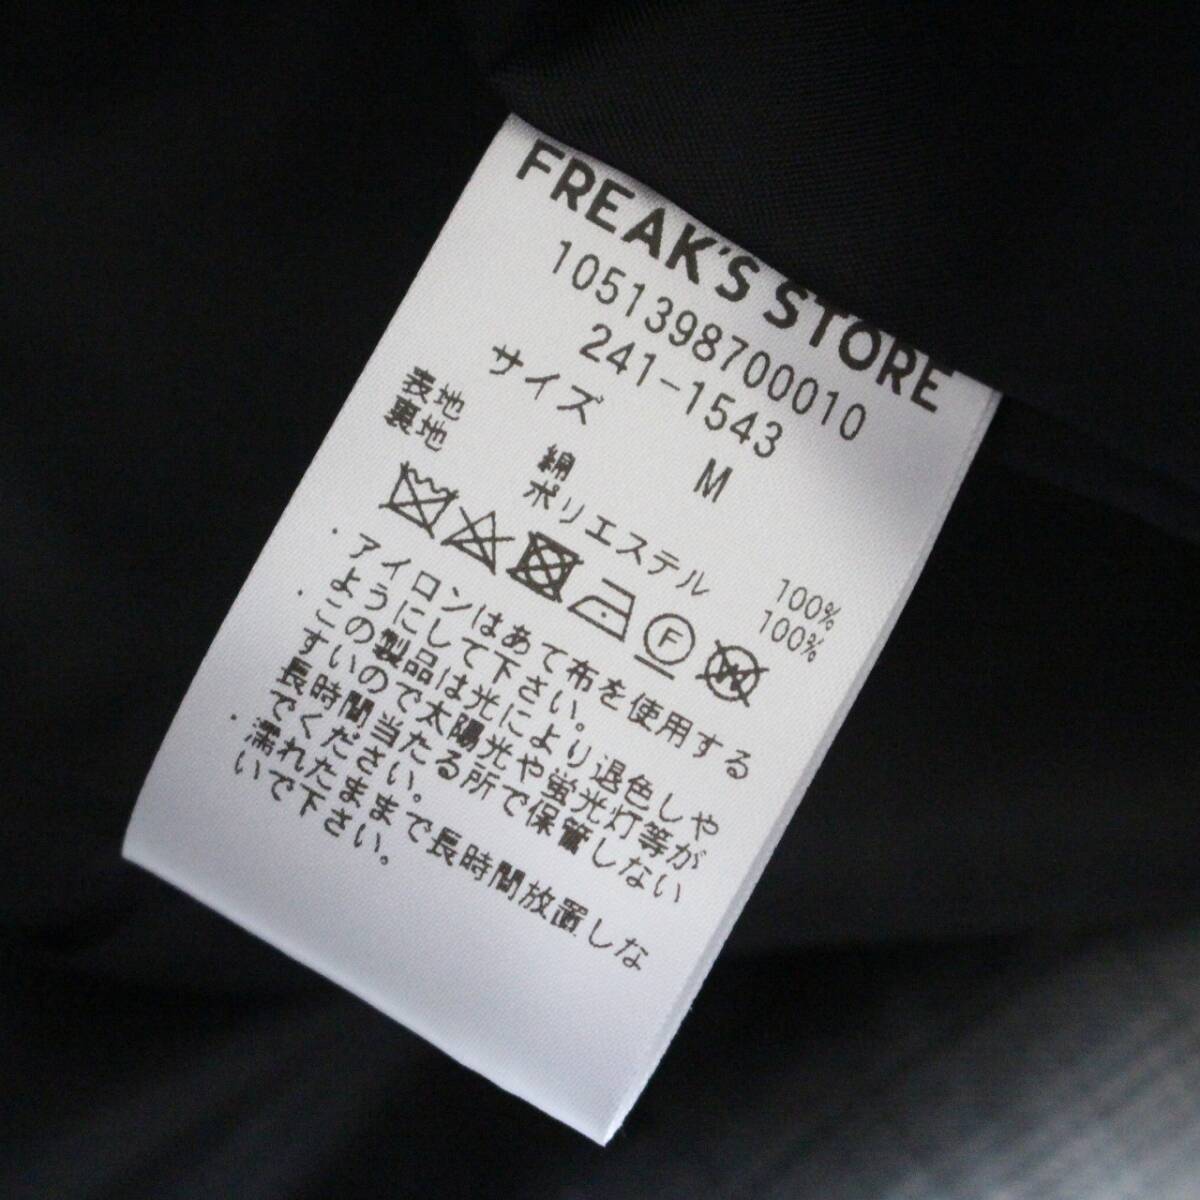 FREAK'S STORE
1051398700010
241-1543
サイズ M
表地 綿 100%
裏地 ポリエステル 100%
F W
・アイロンはあて布を使用する
ようにして下さい。
・この製品は光により退色しや
すいので太陽光や蛍光灯等が
長時間当たる所で保管しない
でください。
・濡れたままで長時間放置しな
いで下さい。